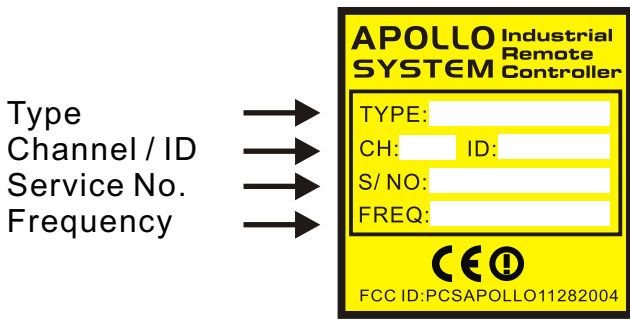 Type
Channel / ID
Service No.
Frequency
APOLLO SYSTEM
Industrial
Remote
Controller
TYPE:
CH: ID:
S/ NO:
FREQ:
CE
FCC ID:PCSAPOLLO11282004